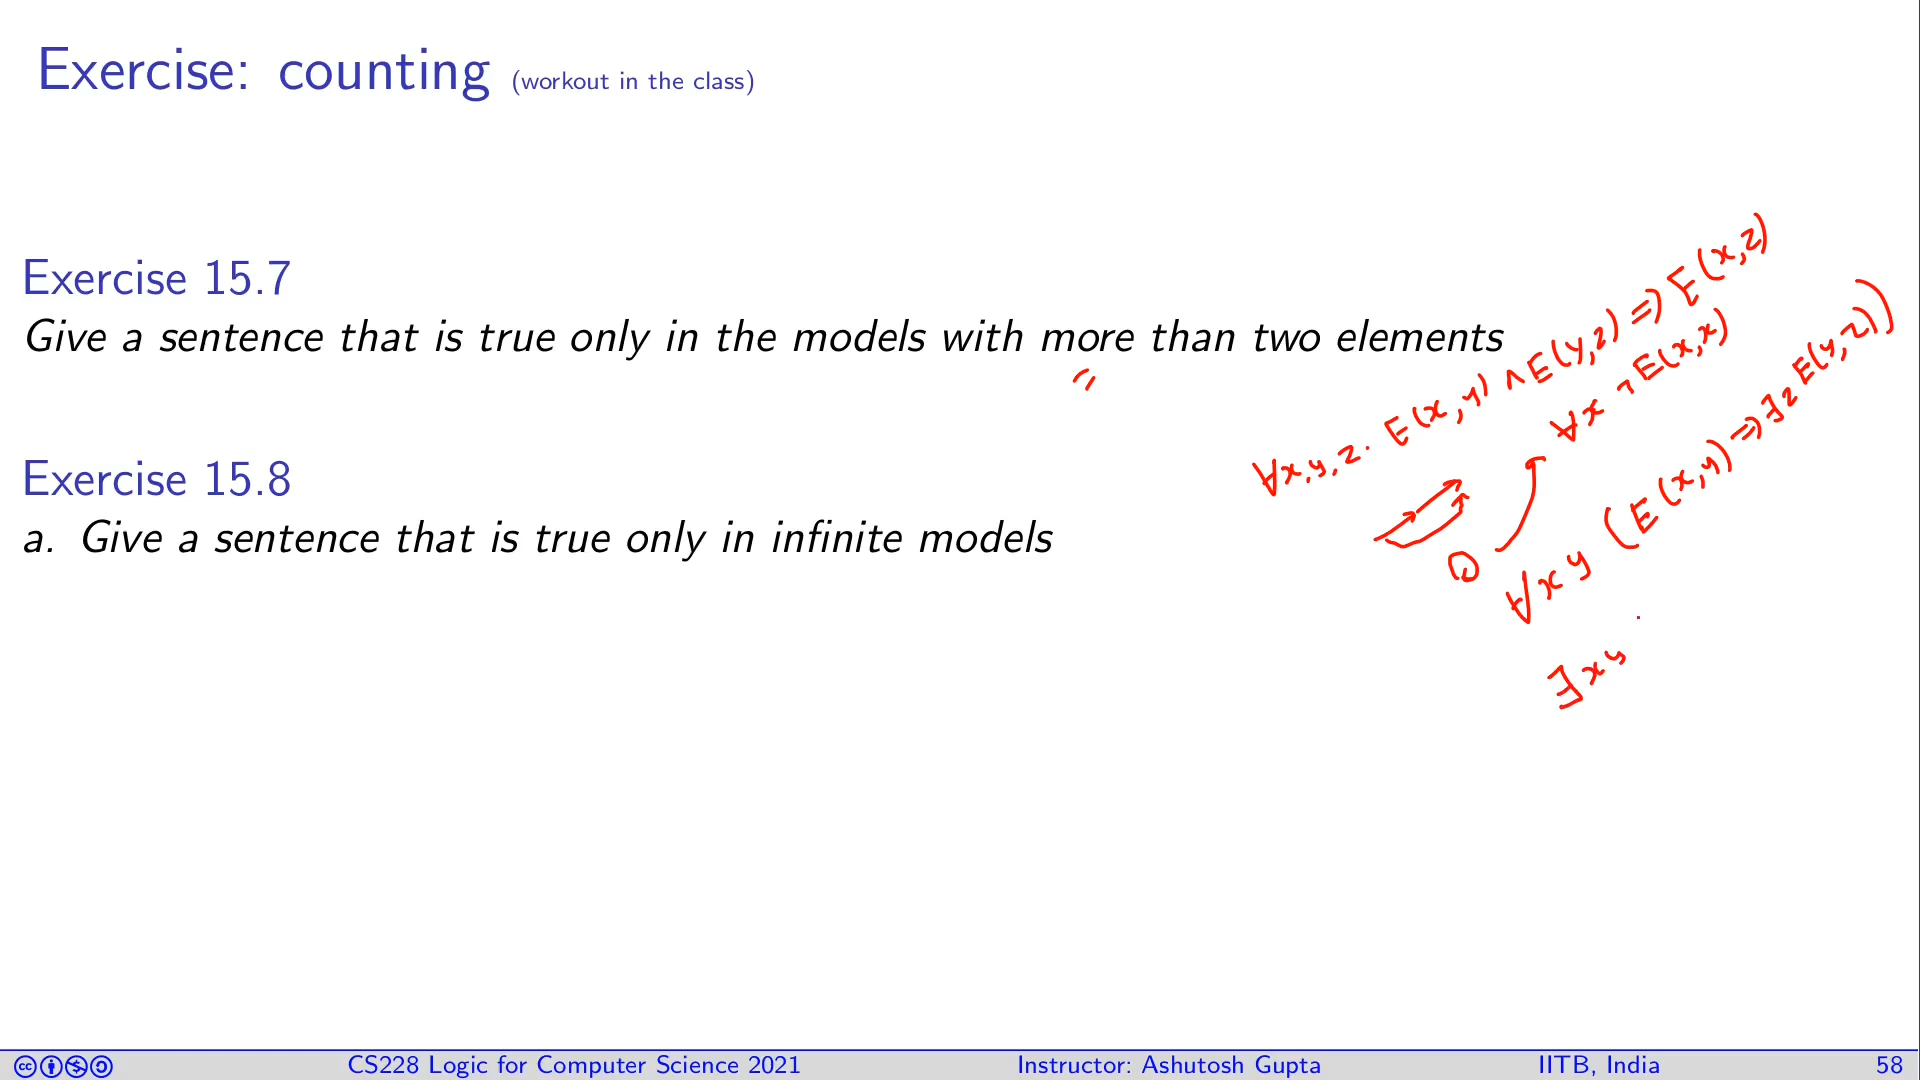 Exercise: counting (workout in the class)
Exercise 15.7
Give a sentence that is true only in the models with more than two elements
Exercise 15.8
a. Give a sentence that is true only in infinite models
∀x,y,z. E(x,y) ∧ E(y,z) ⇒ E(x,z)
∀x ¬E(x,x)
∀xy (E(x,y) ⇒ ∃z E(y,z))
∃xy
CS228 Logic for Computer Science 2021 Instructor: Ashutosh Gupta IITB, India 58